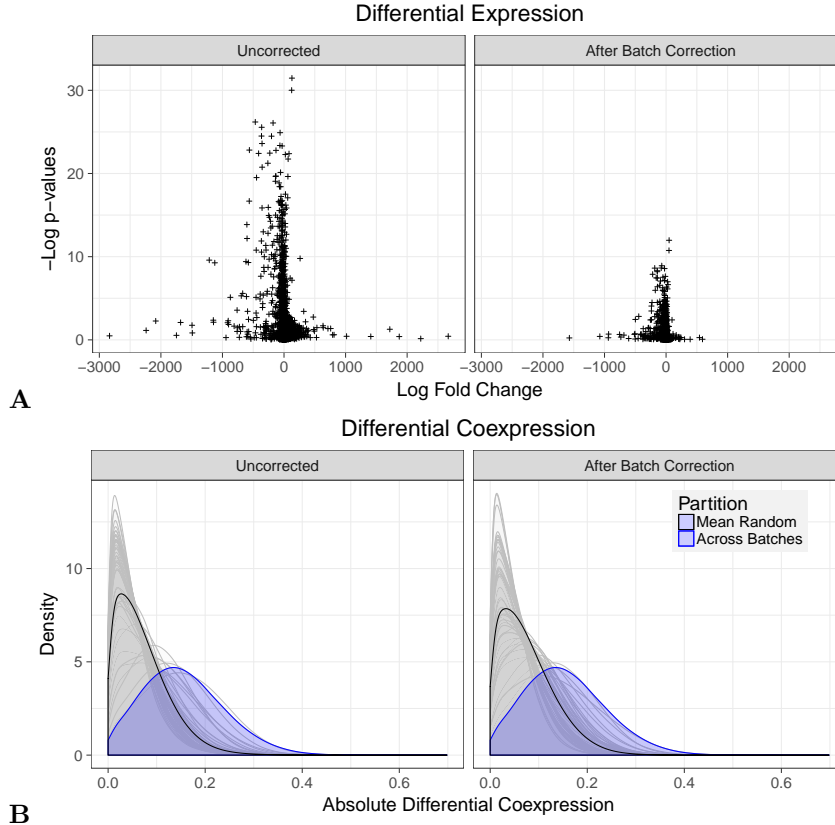 Differential Expression
Uncorrected
After Batch Correction
30
20
10
0
−Log p−values
−3000 −2000 −1000 0 1000 2000
−3000 −2000 −1000 0 1000 2000
Log Fold Change
A
Differential Coexpression
Uncorrected
After Batch Correction
Partition
Mean Random
Across Batches
10
5
0
Density
0.0 0.2 0.4 0.6
0.0 0.2 0.4 0.6
Absolute Differential Coexpression
B